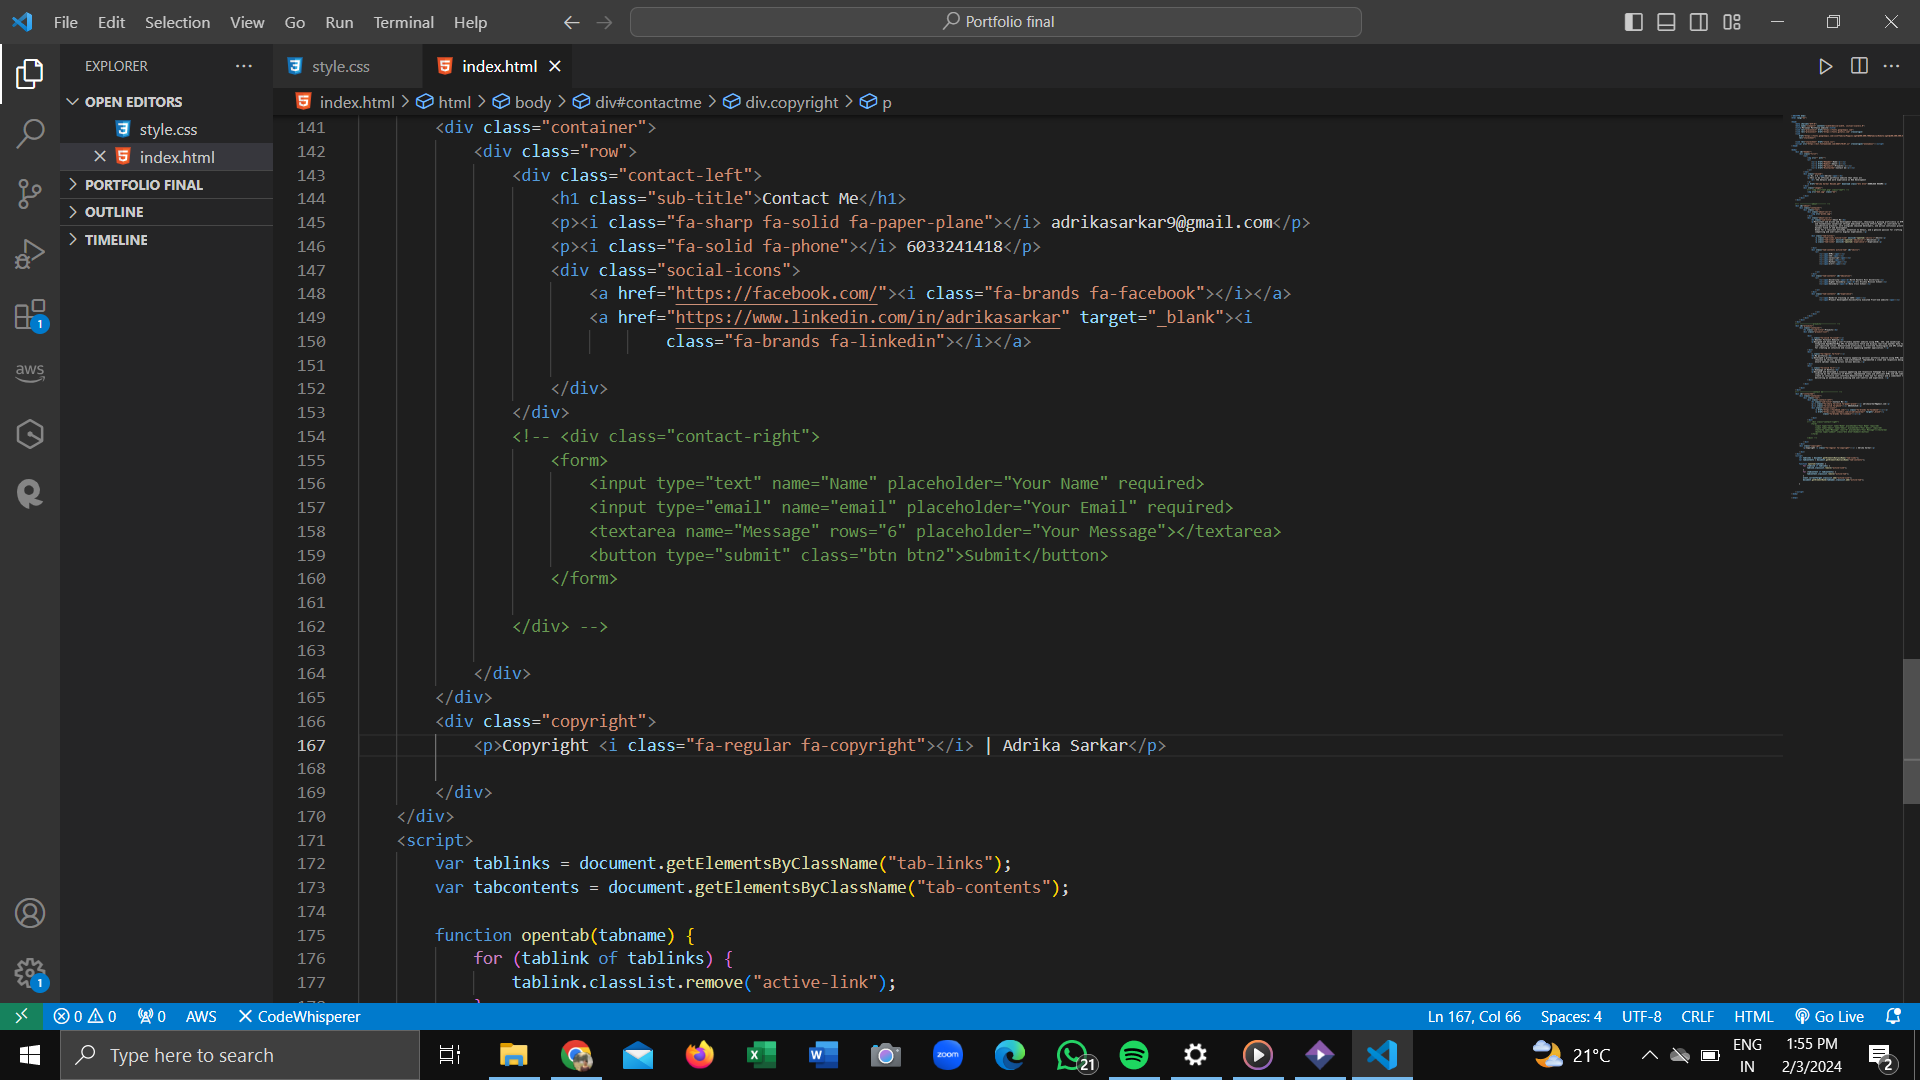 File Edit Selection View Go Run Terminal Help
Portfolio final
EXPLORER
OPEN EDITORS
style.css
index.html
PORTFOLIO FINAL
OUTLINE
TIMELINE
1
aws
1
style.css
index.html
index.html > html > body > div#contactme > div.copyright > p
141 <div class="container">
142 <div class="row">
143 <div class="contact-left">
144 <h1 class="sub-title">Contact Me</h1>
145 <p><i class="fa-sharp fa-solid fa-paper-plane"></i> adrikasarkar9@gmail.com</p>
146 <p><i class="fa-solid fa-phone"></i> 6033241418</p>
147 <div class="social-icons">
148 <a href="https://facebook.com/"><i class="fa-brands fa-facebook"></i></a>
149 <a href="https://www.linkedin.com/in/adrikasarkar" target="_blank"><i
150 class="fa-brands fa-linkedin"></i></a>
151
152 </div>
153 </div>
154 <!-- <div class="contact-right">
155 <form>
156 <input type="text" name="Name" placeholder="Your Name" required>
157 <input type="email" name="email" placeholder="Your Email" required>
158 <textarea name="Message" rows="6" placeholder="Your Message"></textarea>
159 <button type="submit" class="btn btn2">Submit</button>
160 </form>
161
162 </div> -->
163
164 </div>
165 </div>
166 <div class="copyright">
167 <p>Copyright <i class="fa-regular fa-copyright"></i> | Adrika Sarkar</p>
168
169 </div>
170 </div>
171 <script>
172 var tablinks = document.getElementsByClassName("tab-links");
173 var tabcontents = document.getElementsByClassName("tab-contents");
174
175 function opentab(tabname) {
176 for (tablink of tablinks) {
177 tablink.classList.remove("active-link");
0 0 0 AWS CodeWhisperer
Ln 167, Col 66 Spaces: 4 UTF-8 CRLF HTML Go Live
Type here to search
zoom
21
21°C
ENG
IN
1:55 PM
2/3/2024
2